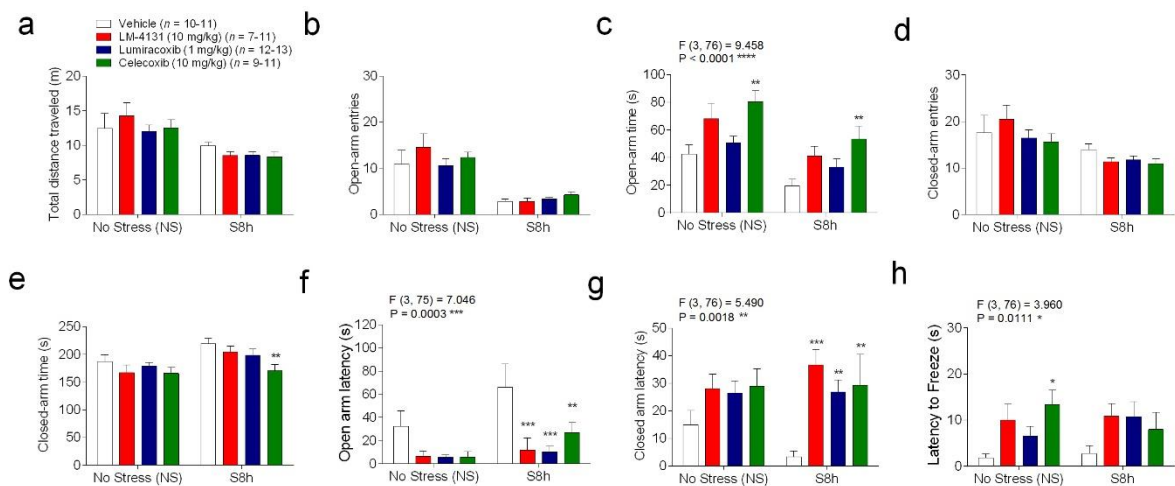 a
Vehicle (n = 10-11)
LM-4131 (10 mg/kg) (n = 7-11)
Lumiracoxib (1 mg/kg) (n = 12-13)
Celecoxib (10 mg/kg) (n = 9-11)
Total distance traveled (m)
20
15
10
5
0
No Stress (NS)
S8h
b
Open-arm entries
30
20
10
0
No Stress (NS)
S8h
c
F (3, 76) = 9.458
P < 0.0001 ****
Open-arm time (s)
100
80
60
40
20
0
**
**
No Stress (NS)
S8h
d
Closed-arm entries
30
20
10
0
No Stress (NS)
S8h
e
Closed-arm time (s)
250
200
150
100
50
0
**
No Stress (NS)
S8h
f
F (3, 75) = 7.046
P = 0.0003 ***
Open arm latency (s)
120
100
80
60
40
20
0
***
***
**
No Stress (NS)
S8h
g
F (3, 76) = 5.490
P = 0.0018 **
Closed arm latency (s)
50
40
30
20
10
0
***
**
**
No Stress (NS)
S8h
h
F (3, 76) = 3.960
P = 0.0111 *
Latency to Freeze (s)
30
20
10
0
*
No Stress (NS)
S8h